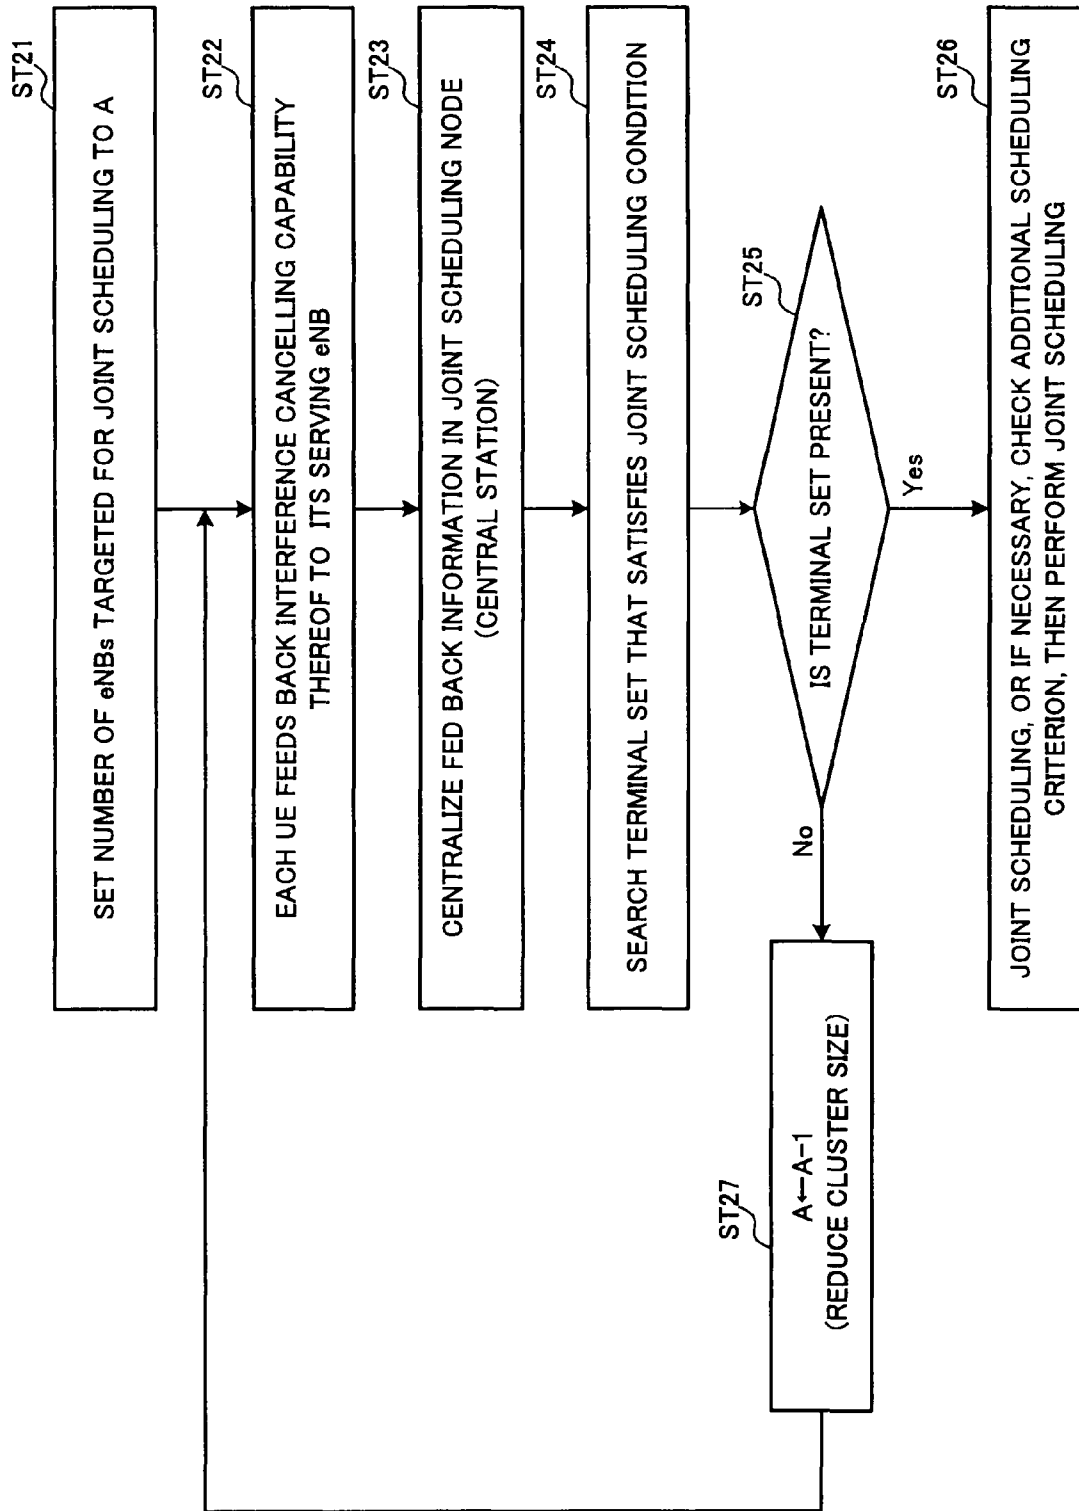 ST21
SET NUMBER OF eNBs TARGETED FOR JOINT SCHEDULING TO A
ST22
EACH UE FEEDS BACK INTERFERENCE CANCELLING CAPABILITY
THEREOF TO ITS SERVING eNB
ST23
CENTRALIZE FED BACK INFORMATION IN JOINT SCHEDULING NODE
(CENTRAL STATION)
ST24
SEARCH TERMINAL SET THAT SATISFIES JOINT SCHEDULING CONDITION
ST25
IS TERMINAL SET PRESENT?
No
Yes
ST27
A←A-1
(REDUCE CLUSTER SIZE)
ST26
JOINT SCHEDULING, OR IF NECESSARY, CHECK ADDITIONAL SCHEDULING
CRITERION, THEN PERFORM JOINT SCHEDULING